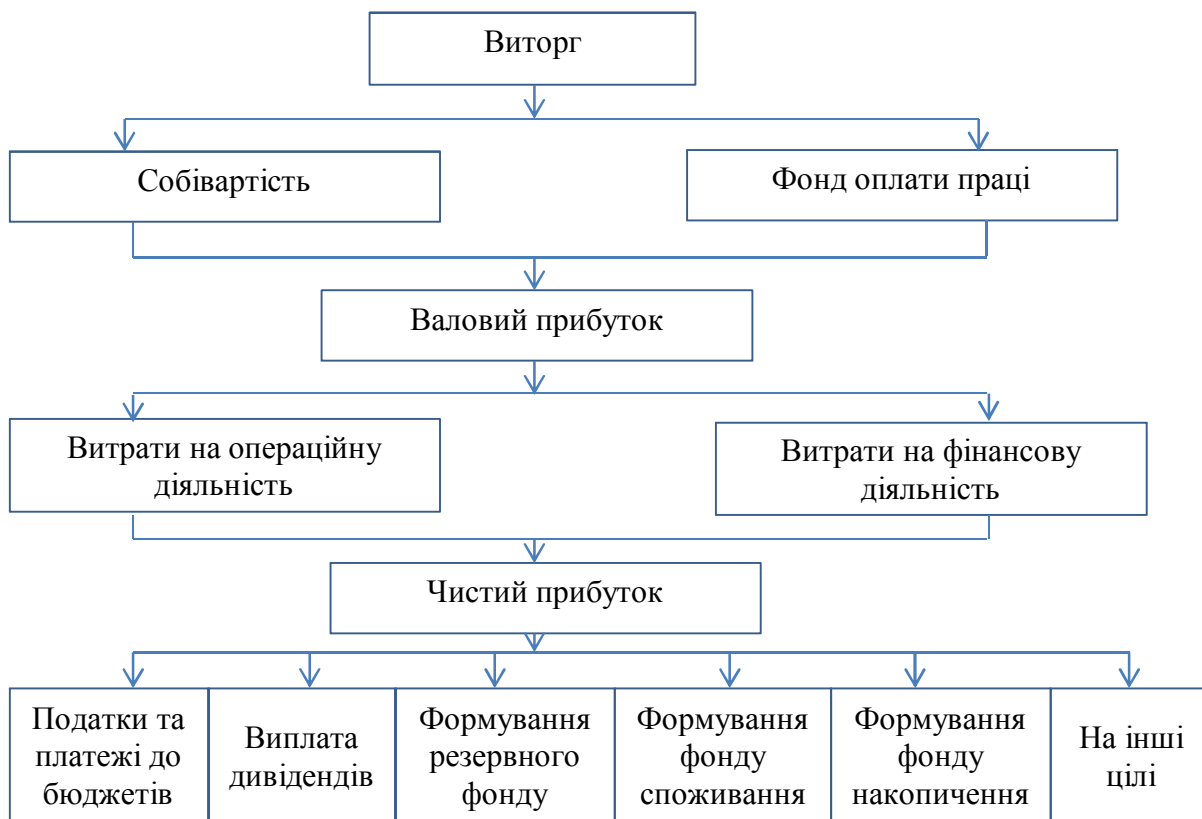 Виторг
Собівартість
Фонд оплати праці
Валовий прибуток
Витрати на операційну
діяльність
Витрати на фінансову
діяльність
Чистий прибуток
Податки та
платежі до
бюджетів
Виплата
дивідендів
Формування
резервного
фонду
Формування
фонду
споживання
Формування
фонду
накопичення
На інші
цілі